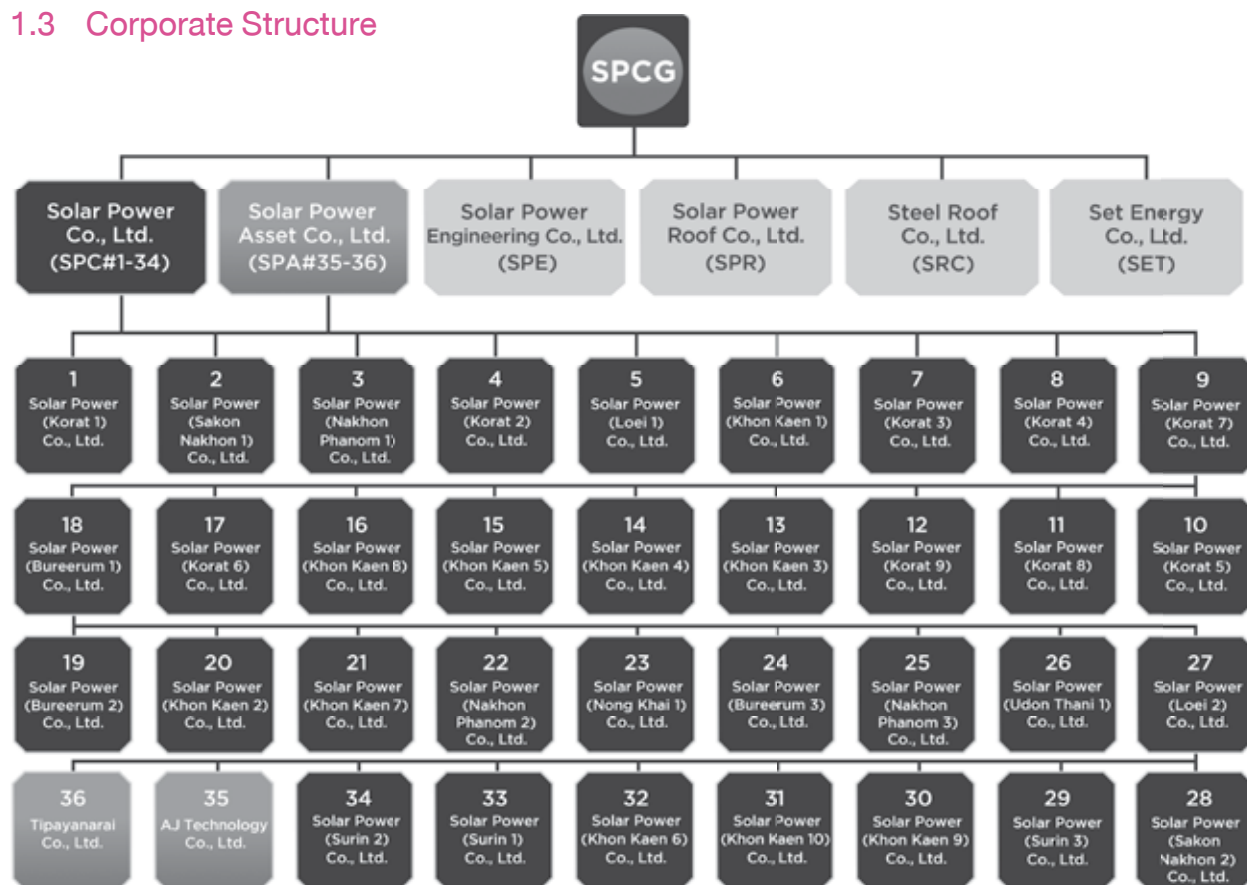 1.3 Corporate Structure
SPCG
Solar Power
Co., Ltd.
(SPC#1-34)
Solar Power
Asset Co., Ltd.
(SPA#35-36)
Solar Power
Engineering Co., Ltd.
(SPE)
Solar Power
Roof Co., Ltd.
(SPR)
Steel Roof
Co., Ltd.
(SRC)
Set Energy
Co., Ltd.
(SET)
1
Solar Power
(Korat 1)
Co., Ltd.
2
Solar Power
(Sakon
Nakhon 1)
Co., Ltd.
3
Solar Power
(Nakhon
Phanom 1)
Co., Ltd.
4
Solar Power
(Korat 2)
Co., Ltd.
5
Solar Power
(Loei 1)
Co., Ltd.
6
Solar Power
(Khon Kaen 1)
Co., Ltd.
7
Solar Power
(Korat 3)
Co., Ltd.
8
Solar Power
(Korat 4)
Co., Ltd.
9
Solar Power
(Korat 7)
Co., Ltd.
18
Solar Power
(Bureerum 1)
Co., Ltd.
17
Solar Power
(Korat 6)
Co., Ltd.
16
Solar Power
(Khon Kaen 8)
Co., Ltd.
15
Solar Power
(Khon Kaen 5)
Co., Ltd.
14
Solar Power
(Khon Kaen 4)
Co., Ltd.
13
Solar Power
(Khon Kaen 3)
Co., Ltd.
12
Solar Power
(Korat 9)
Co., Ltd.
11
Solar Power
(Korat 8)
Co., Ltd.
10
Solar Power
(Korat 5)
Co., Ltd.
19
Solar Power
(Bureerum 2)
Co., Ltd.
20
Solar Power
(Khon Kaen 2)
Co., Ltd.
21
Solar Power
(Khon Kaen 7)
Co., Ltd.
22
Solar Power
(Nakhon
Phanom 2)
Co., Ltd.
23
Solar Power
(Nong Khai 1)
Co., Ltd.
24
Solar Power
(Bureerum 3)
Co., Ltd.
25
Solar Power
(Nakhon
Phanom 3)
Co., Ltd.
26
Solar Power
(Udon Thani 1)
Co., Ltd.
27
Solar Power
(Loei 2)
Co., Ltd.
36
Tipayanarai
Co., Ltd.
35
AJ Technology
Co., Ltd.
34
Solar Power
(Surin 2)
Co., Ltd.
33
Solar Power
(Surin 1)
Co., Ltd.
32
Solar Power
(Khon Kaen 6)
Co., Ltd.
31
Solar Power
(Khon Kaen 10)
Co., Ltd.
30
Solar Power
(Khon Kaen 9)
Co., Ltd.
29
Solar Power
(Surin 3)
Co., Ltd.
28
Solar Power
(Sakon
Nakhon 2)
Co., Ltd.